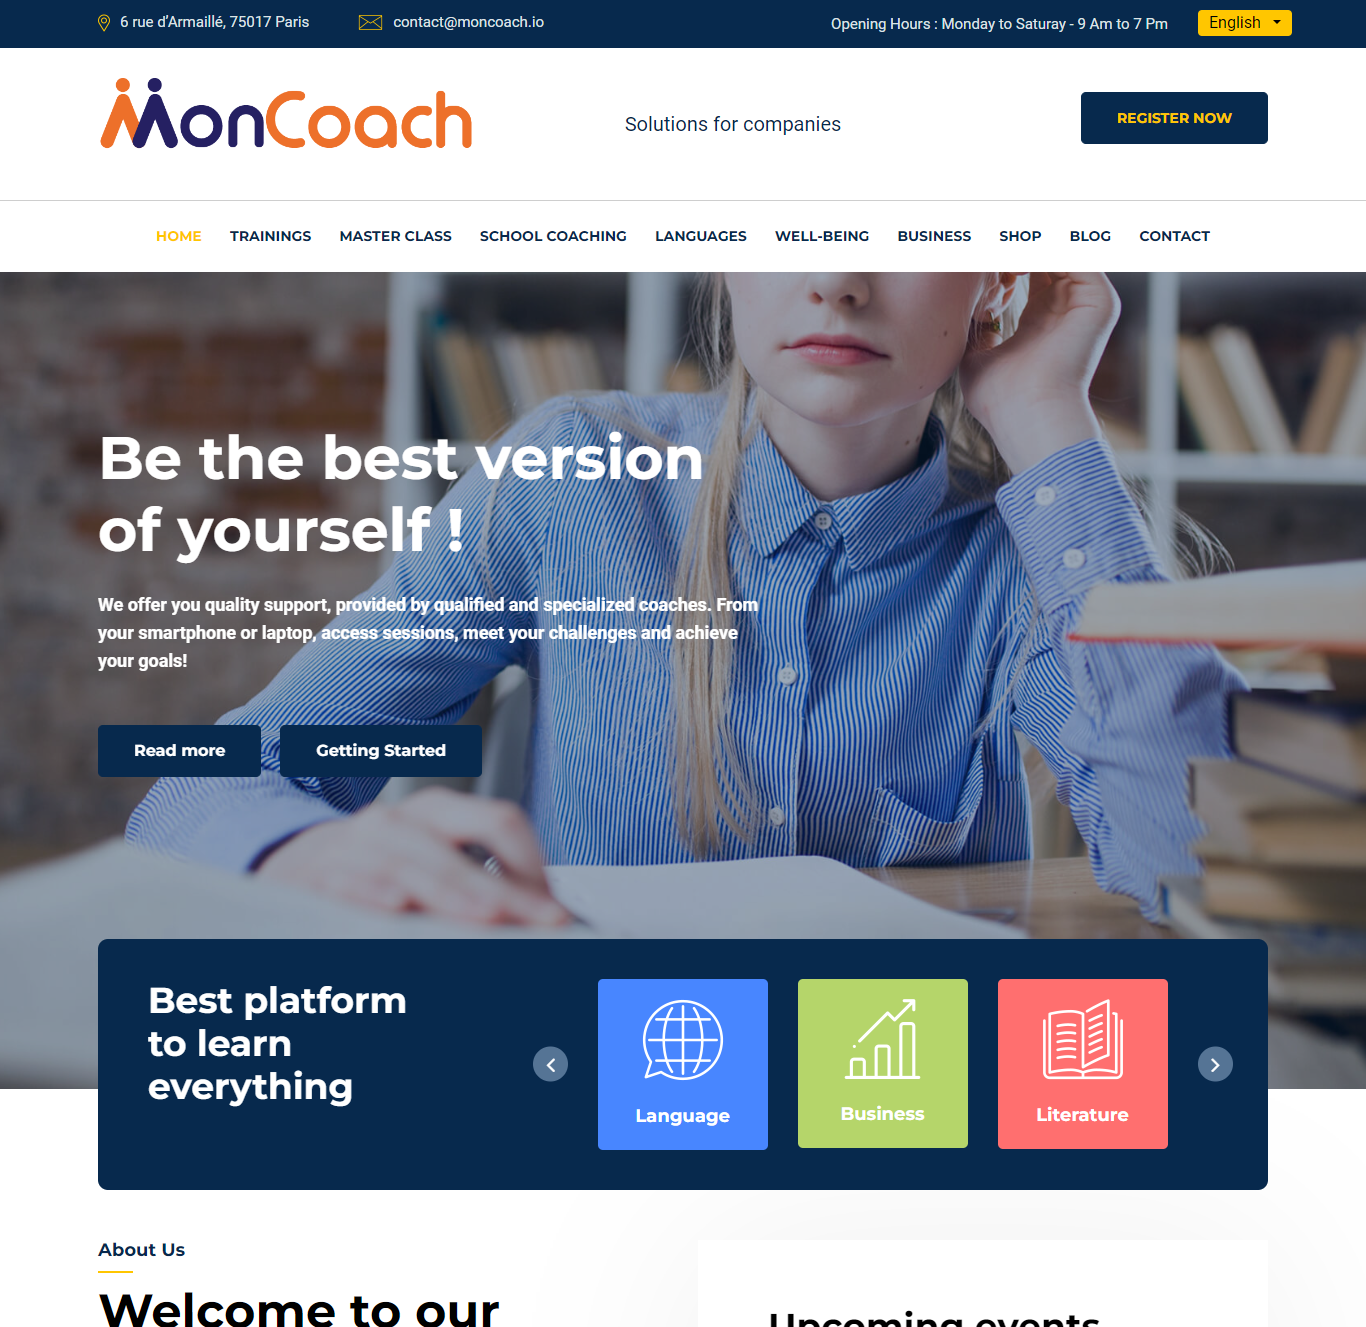 6 rue d’Armaillé, 75017 Paris
contact@moncoach.io
Opening Hours : Monday to Saturay - 9 Am to 7 Pm
English
MonCoach
Solutions for companies
REGISTER NOW
HOME TRAININGS MASTER CLASS SCHOOL COACHING LANGUAGES WELL-BEING BUSINESS SHOP BLOG CONTACT
Be the best version
of yourself !
We offer you quality support, provided by qualified and specialized coaches. From
your smartphone or laptop, access sessions, meet your challenges and achieve
your goals!
Read more
Getting Started
Best platform
to learn
everything
Language
Business
Literature
About Us
Welcome to our
Upcoming events